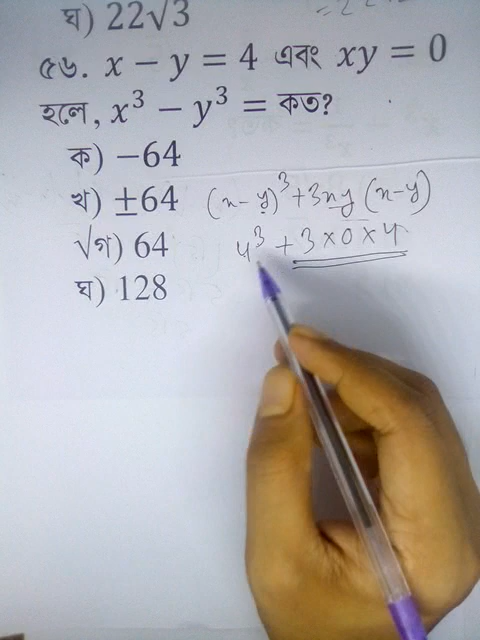 ঘ) 22√3
৫৬. x − y = 4 এবং xy = 0
হলে, x³ − y³ = কত?
ক) −64
খ) ±64 (x-y)³+3xy (x-y)
√গ) 64 4³ + 3×0×4
ঘ) 128